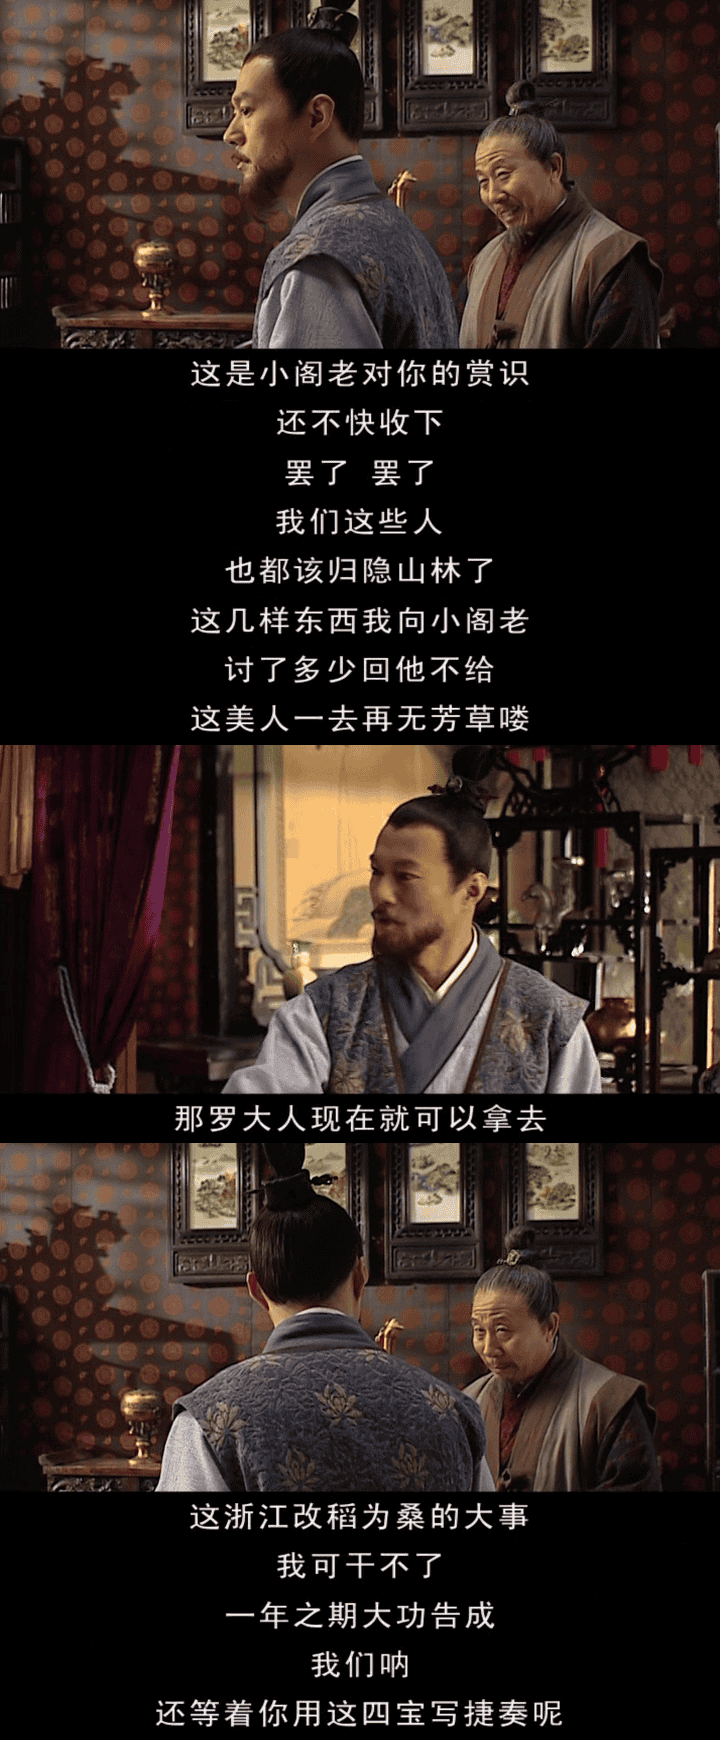 这是小阁老对你的赏识
还不快收下
罢了 罢了
我们这些人
也都该归隐山林了
这几样东西我向小阁老
讨了多少回他不给
这美人一去再无芳草喽
那罗大人现在就可以拿去
这浙江改稻为桑的大事
我可干不了
一年之期大功告成
我们呐
还等着你用这四宝写捷奏呢